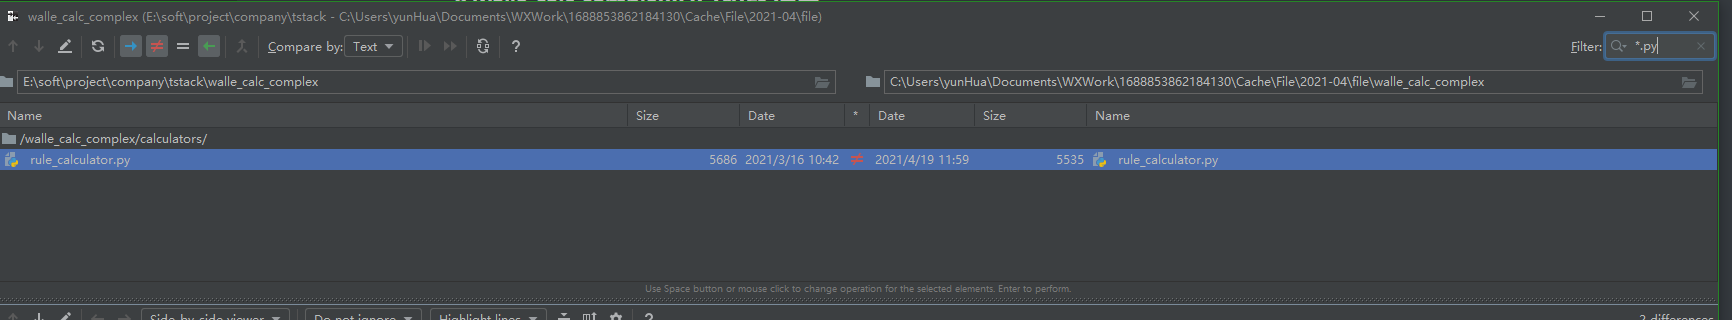 walle_calc_complex (E:\soft\project\company\tstack - C:\Users\yunHua\Documents\WXWork\1688853862184130\Cache\File\2021-04\file)
Compare by: Text ? Filter: *.py
E:\soft\project\company\tstack\walle_calc_complex C:\Users\yunHua\Documents\WXWork\1688853862184130\Cache\File\2021-04\file\walle_calc_complex
Name Size Date * Date Size Name
/walle_calc_complex/calculators/
rule_calculator.py 5686 2021/3/16 10:42 ≠ 2021/4/19 11:59 5535 rule_calculator.py
Use Space button or mouse click to change operation for the selected elements. Enter to perform.
Side-by-side viewer Do not ignore Highlight lines ? 2 differences